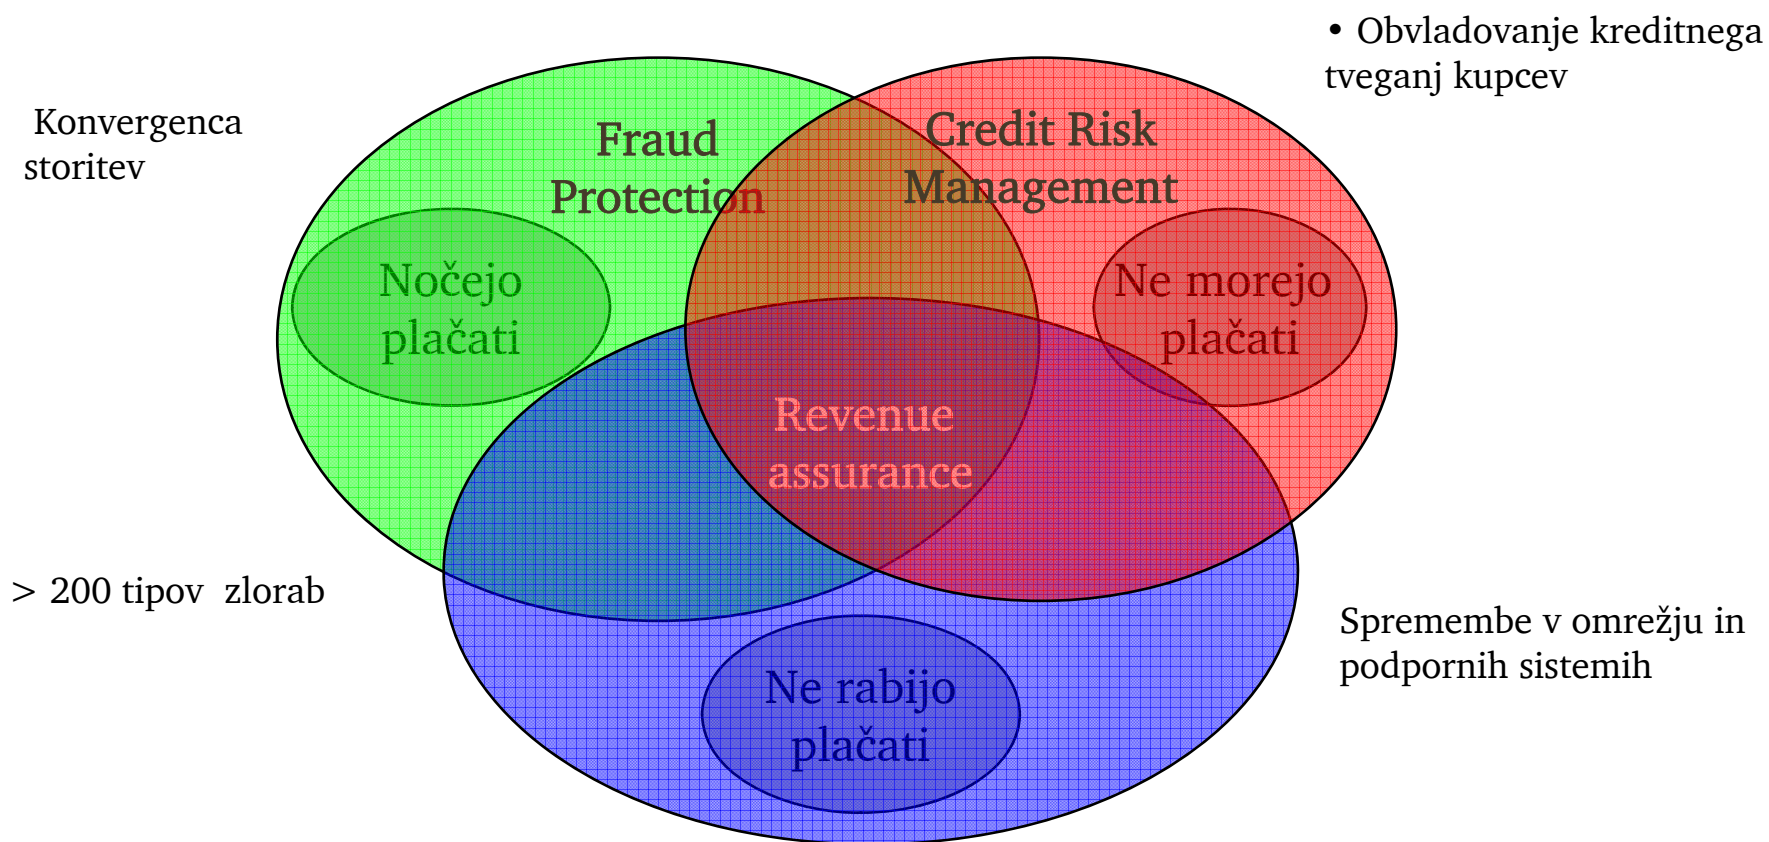 • Obvladovanje kreditnega
tveganj kupcev
Konvergenca
storitev
Fraud
Protection
Credit Risk
Management
Nočejo
plačati
Ne morejo
plačati
Revenue
assurance
> 200 tipov  zlorab
Spremembe v omrežju in
podpornih sistemih
Ne rabijo
plačati